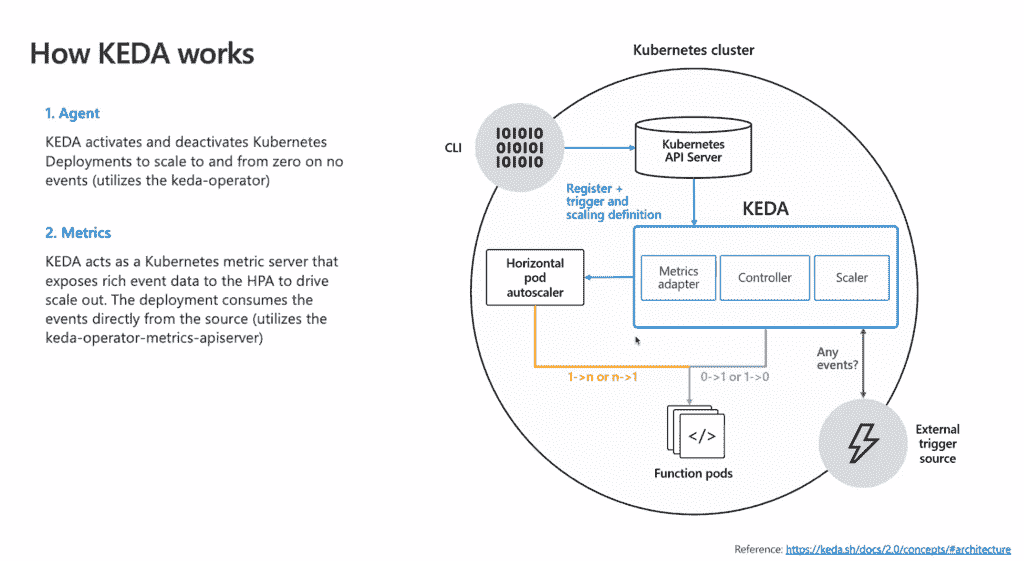 How KEDA works
1. Agent
KEDA activates and deactivates Kubernetes
Deployments to scale to and from zero on no
events (utilizes the keda-operator)
2. Metrics
KEDA acts as a Kubernetes metric server that
exposes rich event data to the HPA to drive
scale out. The deployment consumes the
events directly from the source (utilizes the
keda-operator-metrics-apiserver)
Kubernetes cluster
CLI
101010
010101
101010
Kubernetes
API Server
Register +
trigger and
scaling definition
KEDA
Horizontal
pod
autoscaler
Metrics
adapter
Controller
Scaler
Any
events?
1->n or n->1
0->1 or 1->0
</>
Function pods
External
trigger
source
Reference: https://keda.sh/docs/2.0/concepts/#architecture